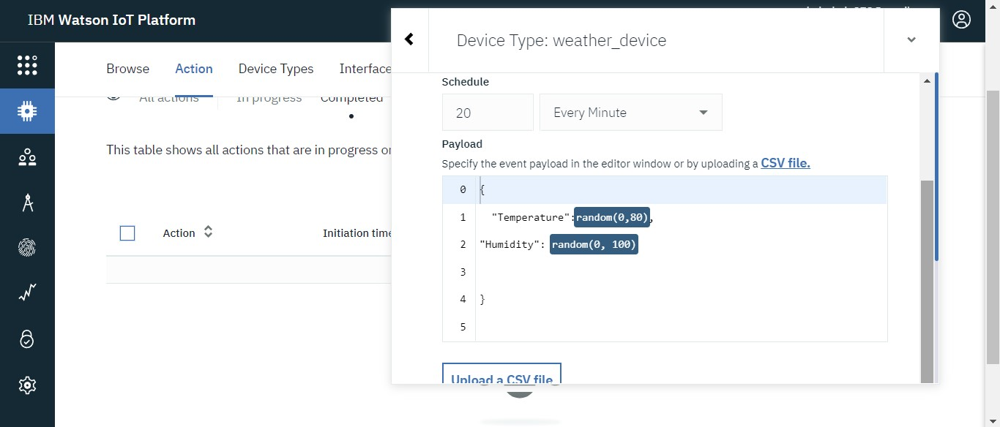 IBM Watson IoT Platform
Device Type: weather_device
Browse Action Device Types Interface
All actions In progress Completed
This table shows all actions that are in progress or
Action Initiation time
Schedule
20 Every Minute
Payload
Specify the event payload in the editor window or by uploading a CSV file.
0 {
1 "Temperature":random(0,80),
2 "Humidity": random(0, 100)
3
4 }
5
Upload a CSV file